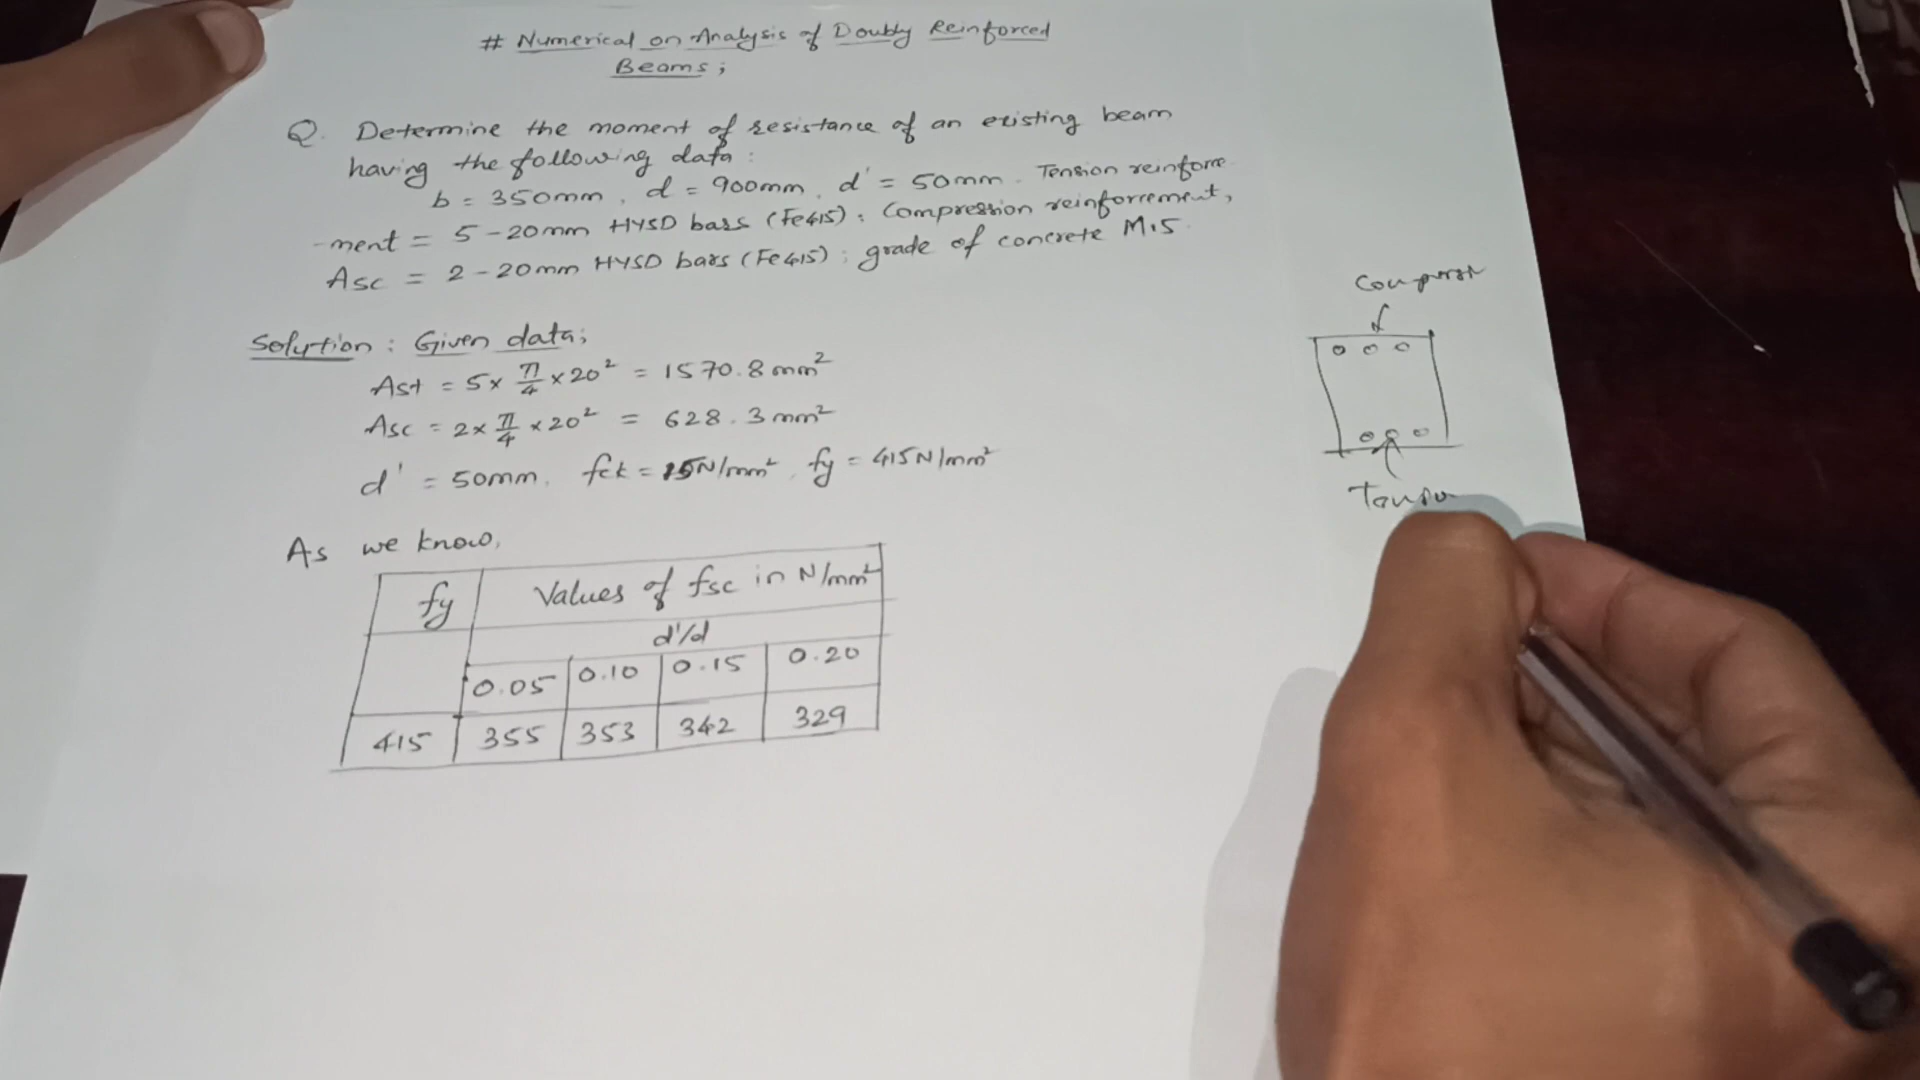 # Numerical on Analysis of Doubly Reinforced
Beams;
Q. Determine the moment of resistance of an existing beam
having the following data:
b = 350mm, d = 900mm, d' = 50mm. Tension reinforce
-ment = 5-20mm HYSD bars (Fe415); Compression reinforcement,
Asc = 2-20mm HYSD bars (Fe415); grade of concrete M15.
Solution: Given data;
Ast = 5x π/4 x 20² = 1570.8 mm²
Asc = 2x π/4 x 20² = 628.3 mm²
d' = 50mm, fck = 15N/mm², fy = 415N/mm²
As we know,
fy Values of fsc in N/mm²
d'/d
0.05 0.10 0.15 0.20
415 355 353 342 329